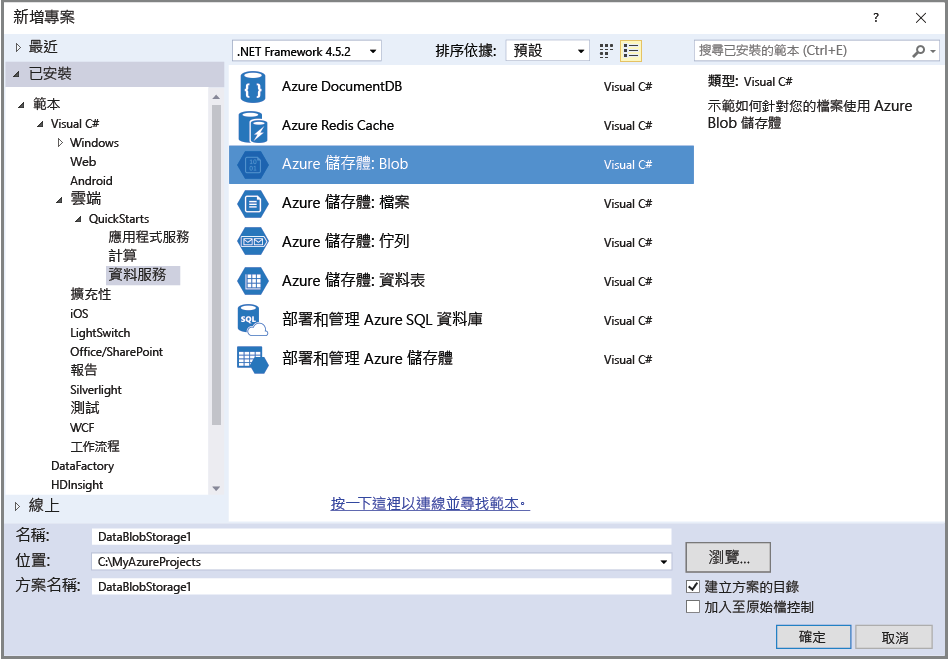 新增專案
?
最近
.NET Framework 4.5.2
排序依據:
預設
搜尋已安裝的範本 (Ctrl+E)
已安裝
範本
Visual C#
Windows
Web
Android
雲端
QuickStarts
應用程式服務
計算
資料服務
擴充性
iOS
LightSwitch
Office/SharePoint
報告
Silverlight
測試
WCF
工作流程
DataFactory
HDInsight
線上
Azure DocumentDB Visual C#
Azure Redis Cache Visual C#
Azure 儲存體: Blob Visual C#
Azure 儲存體: 檔案 Visual C#
Azure 儲存體: 佇列 Visual C#
Azure 儲存體: 資料表 Visual C#
SQL
部署和管理 Azure SQL 資料庫 Visual C#
部署和管理 Azure 儲存體 Visual C#
按一下這裡以連線並尋找範本。
類型: Visual C#
示範如何針對您的檔案使用 Azure
Blob 儲存體
名稱: DataBlobStorage1
位置: C:\MyAzureProjects
方案名稱: DataBlobStorage1
瀏覽...
建立方案的目錄
加入至原始檔控制
確定
取消